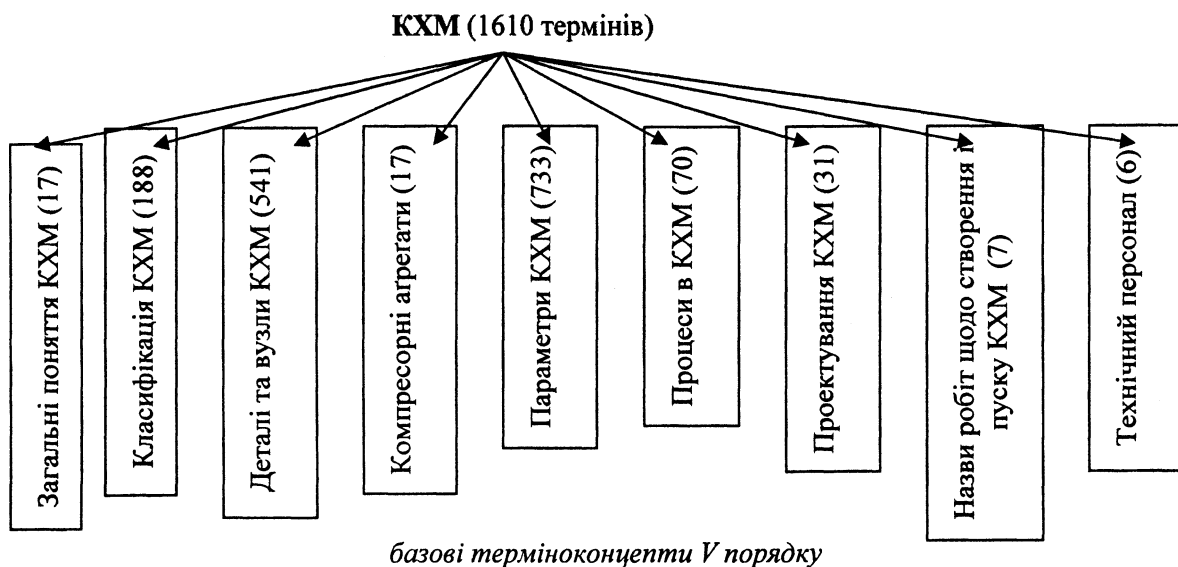 КХМ (1610 термінів)
Загальні поняття КХМ (17)
Класифікація КХМ (188)
Деталі та вузли КХМ (541)
Компресорні аґреґати (17)
Параметри КХМ (733)
Процеси в КХМ (70)
Проектування КХМ (31)
Назви робіт щодо створення і
пуску КХМ (7)
Технічний персонал (6)
базові терміноконцепти V порядку